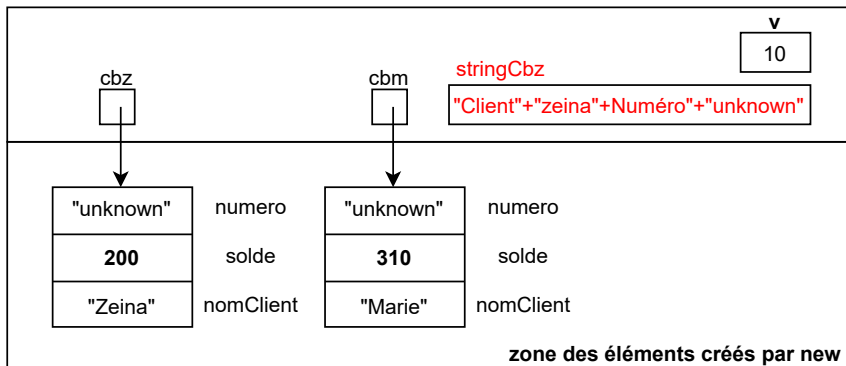 v
10
cbz
cbm
stringCbz
"Client"+"zeina"+Numéro"+"unknown"
"unknown" numero
200 solde
"Zeina" nomClient
"unknown" numero
310 solde
"Marie" nomClient
zone des éléments créés par new